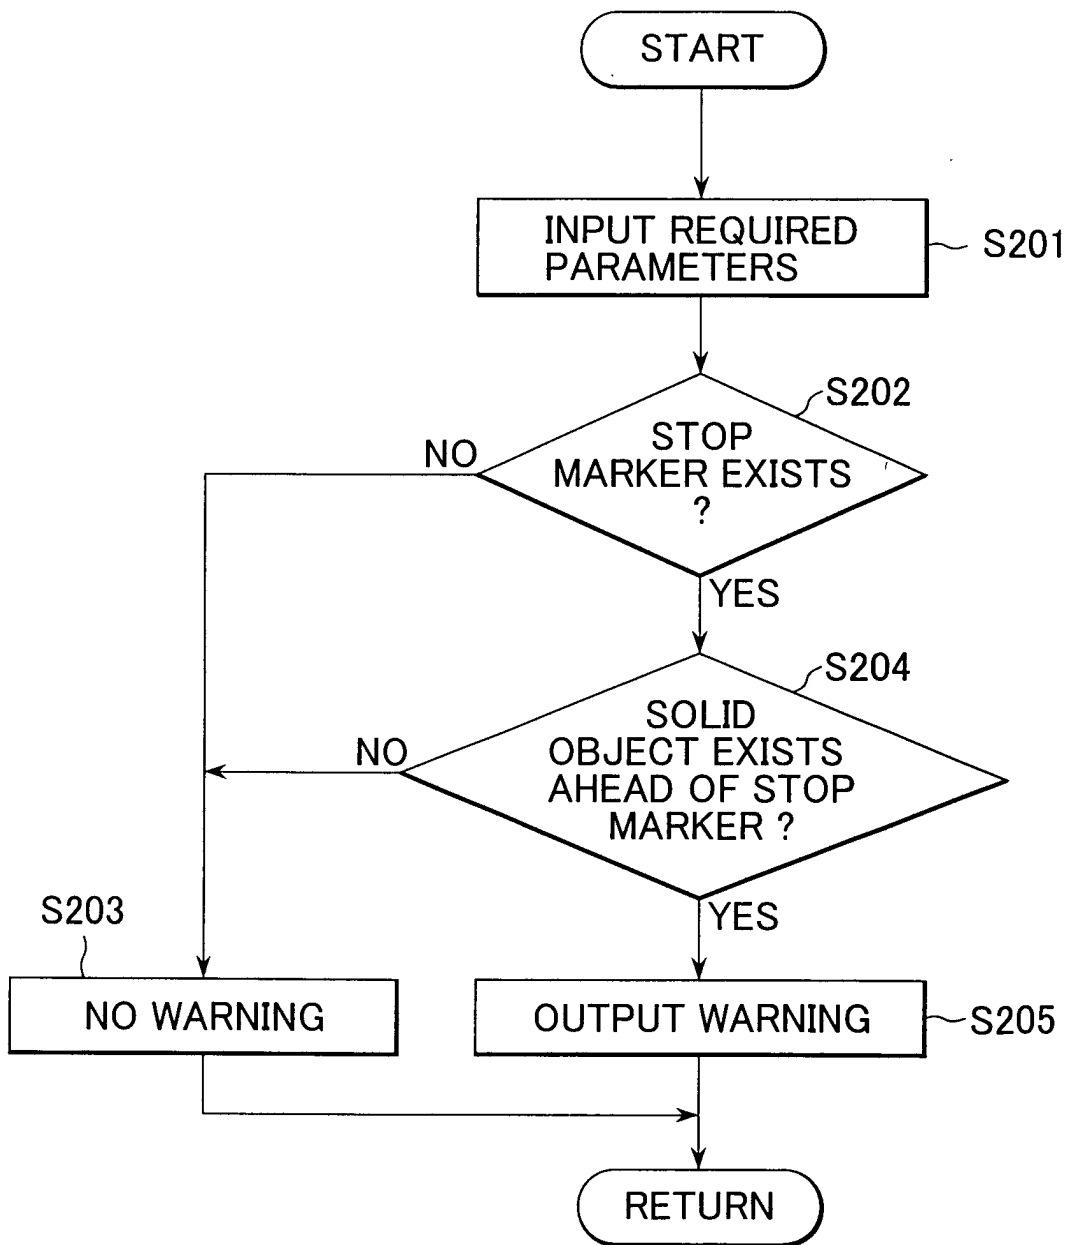 START
INPUT REQUIRED
PARAMETERS
S201
S202
STOP
MARKER EXISTS
?
NO
YES
S204
SOLID
OBJECT EXISTS
AHEAD OF STOP
MARKER ?
NO
YES
S203
NO WARNING
OUTPUT WARNING
S205
RETURN